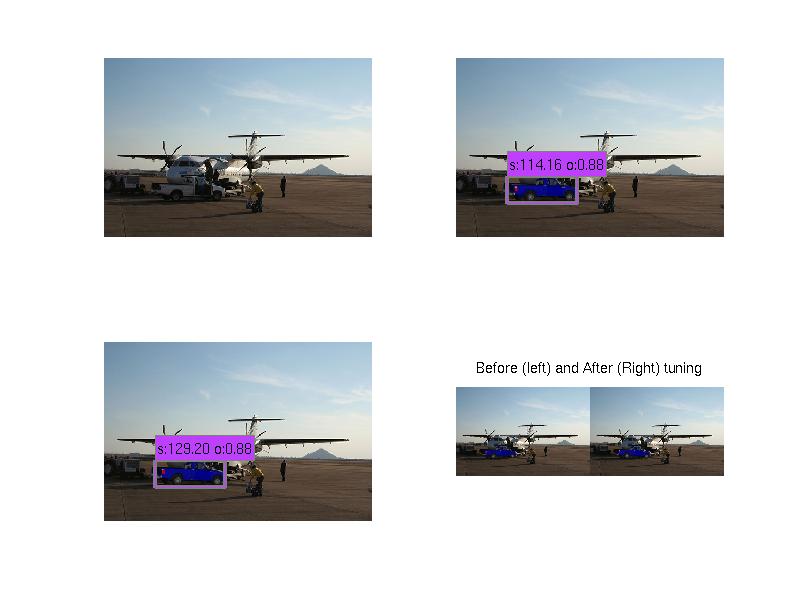 s:114.16 o:0.88
s:129.20 o:0.88
Before (left) and After (Right) tuning